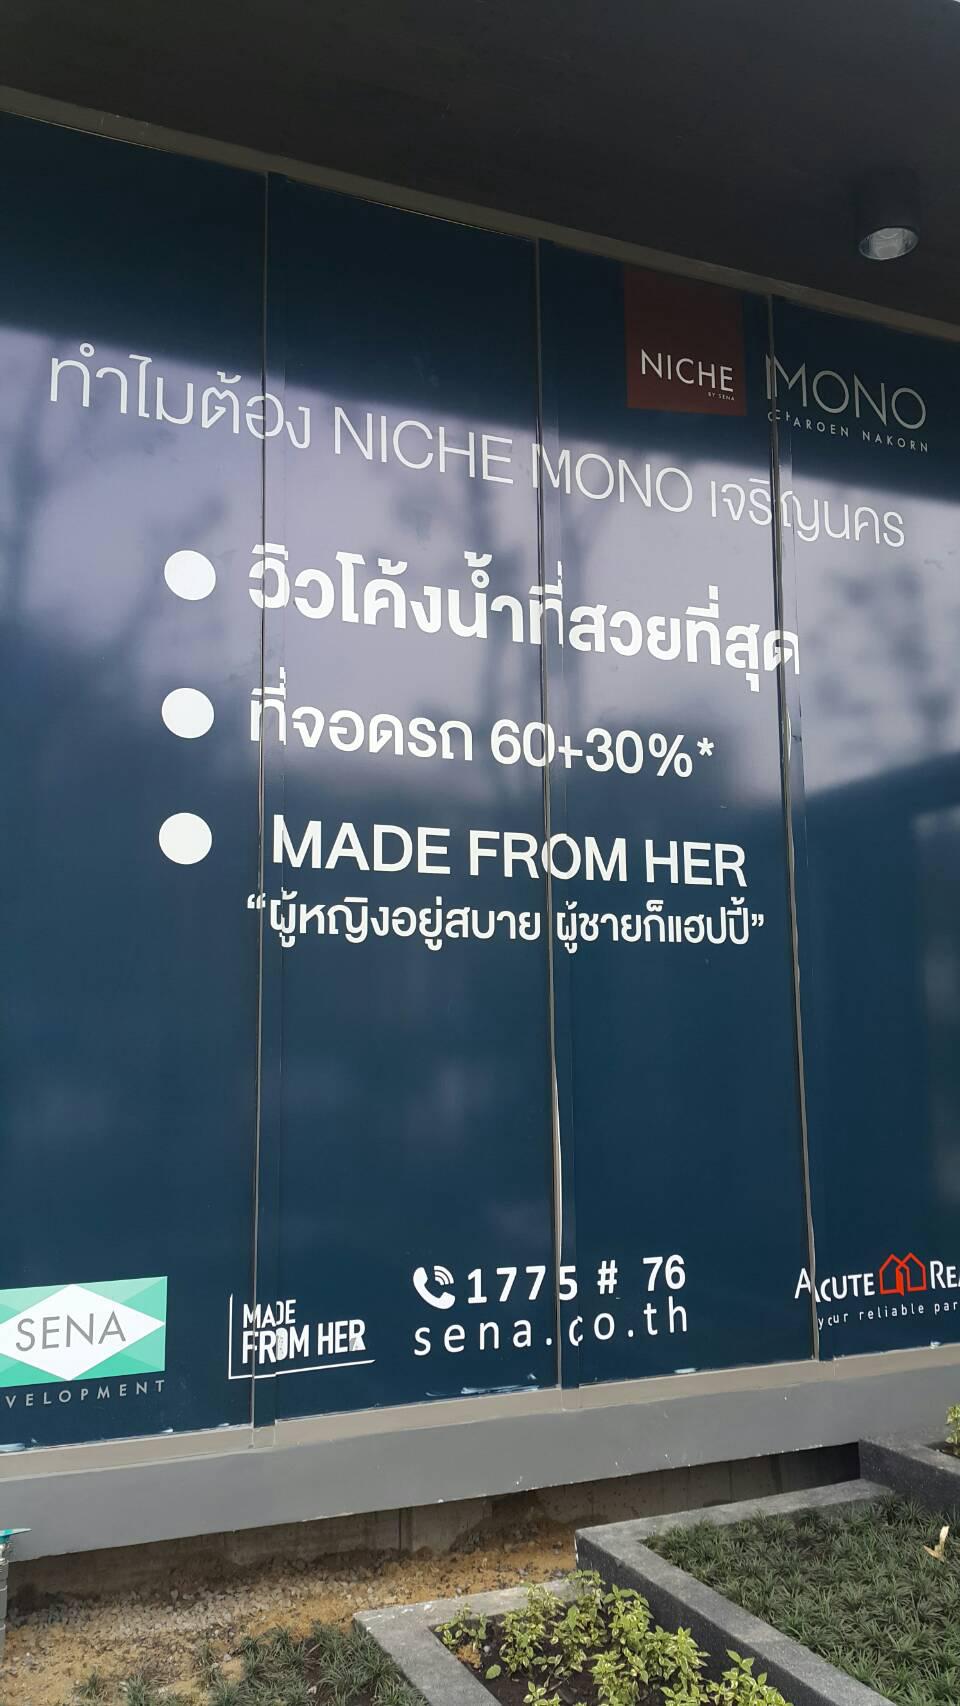 NICHE
BY SENA
MONO
CHAROEN NAKORN
ทำไมต้อง NICHE MONO เจริญนคร
● วิวโค้งน้ำที่สวยที่สุด
● ที่จอดรถ 60+30%*
● MADE FROM HER
“ผู้หญิงอยู่สบาย ผู้ชายก็แฮปปี้”
SENA
VELOPMENT
MADE
FROM HER
1775 # 76
sena.co.th
ACUTE REA
your reliable par